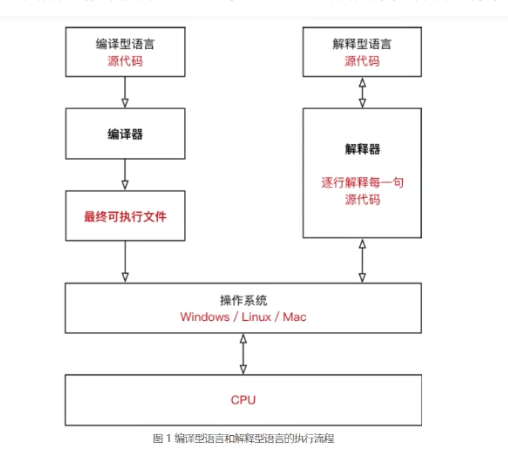 编译型语言
源代码
解释型语言
源代码
编译器
解释器
逐行解释每一句
源代码
最终可执行文件
操作系统
Windows / Linux / Mac
CPU
图 1 编译型语言和解释型语言的执行流程